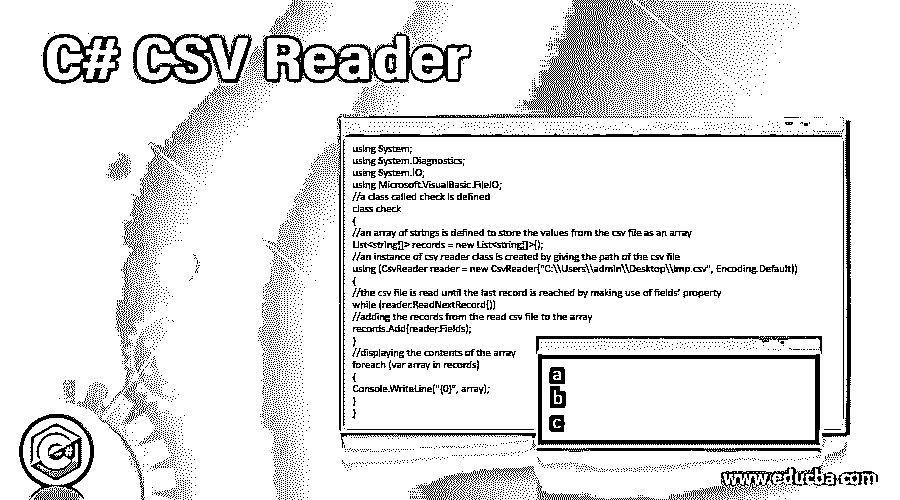 C# CSV Reader
using System;
using System.Diagnostics;
using System.IO;
using Microsoft.VisualBasic.FileIO;
//a class called check is defined
class check
{
//an array of strings is defined to store the values from the csv file as an array
List<string[]> records = new List<string[]>();
//an instance of csv reader class is created by giving the path of the csv file
using (CsvReader reader = new CsvReader("C:\\Users\\admin\\Desktop\\tmp.csv", Encoding.Default))
{
//the csv file is read until the last record is reached by making use of fields' property
while (reader.ReadNextRecord())
//adding the records from the read csv file to the array
records.Add(reader.Fields);
}
//displaying the contents of the array
foreach (var array in records)
{
Console.WriteLine("{0}", array);
}
}
a
b
c
www.educba.com